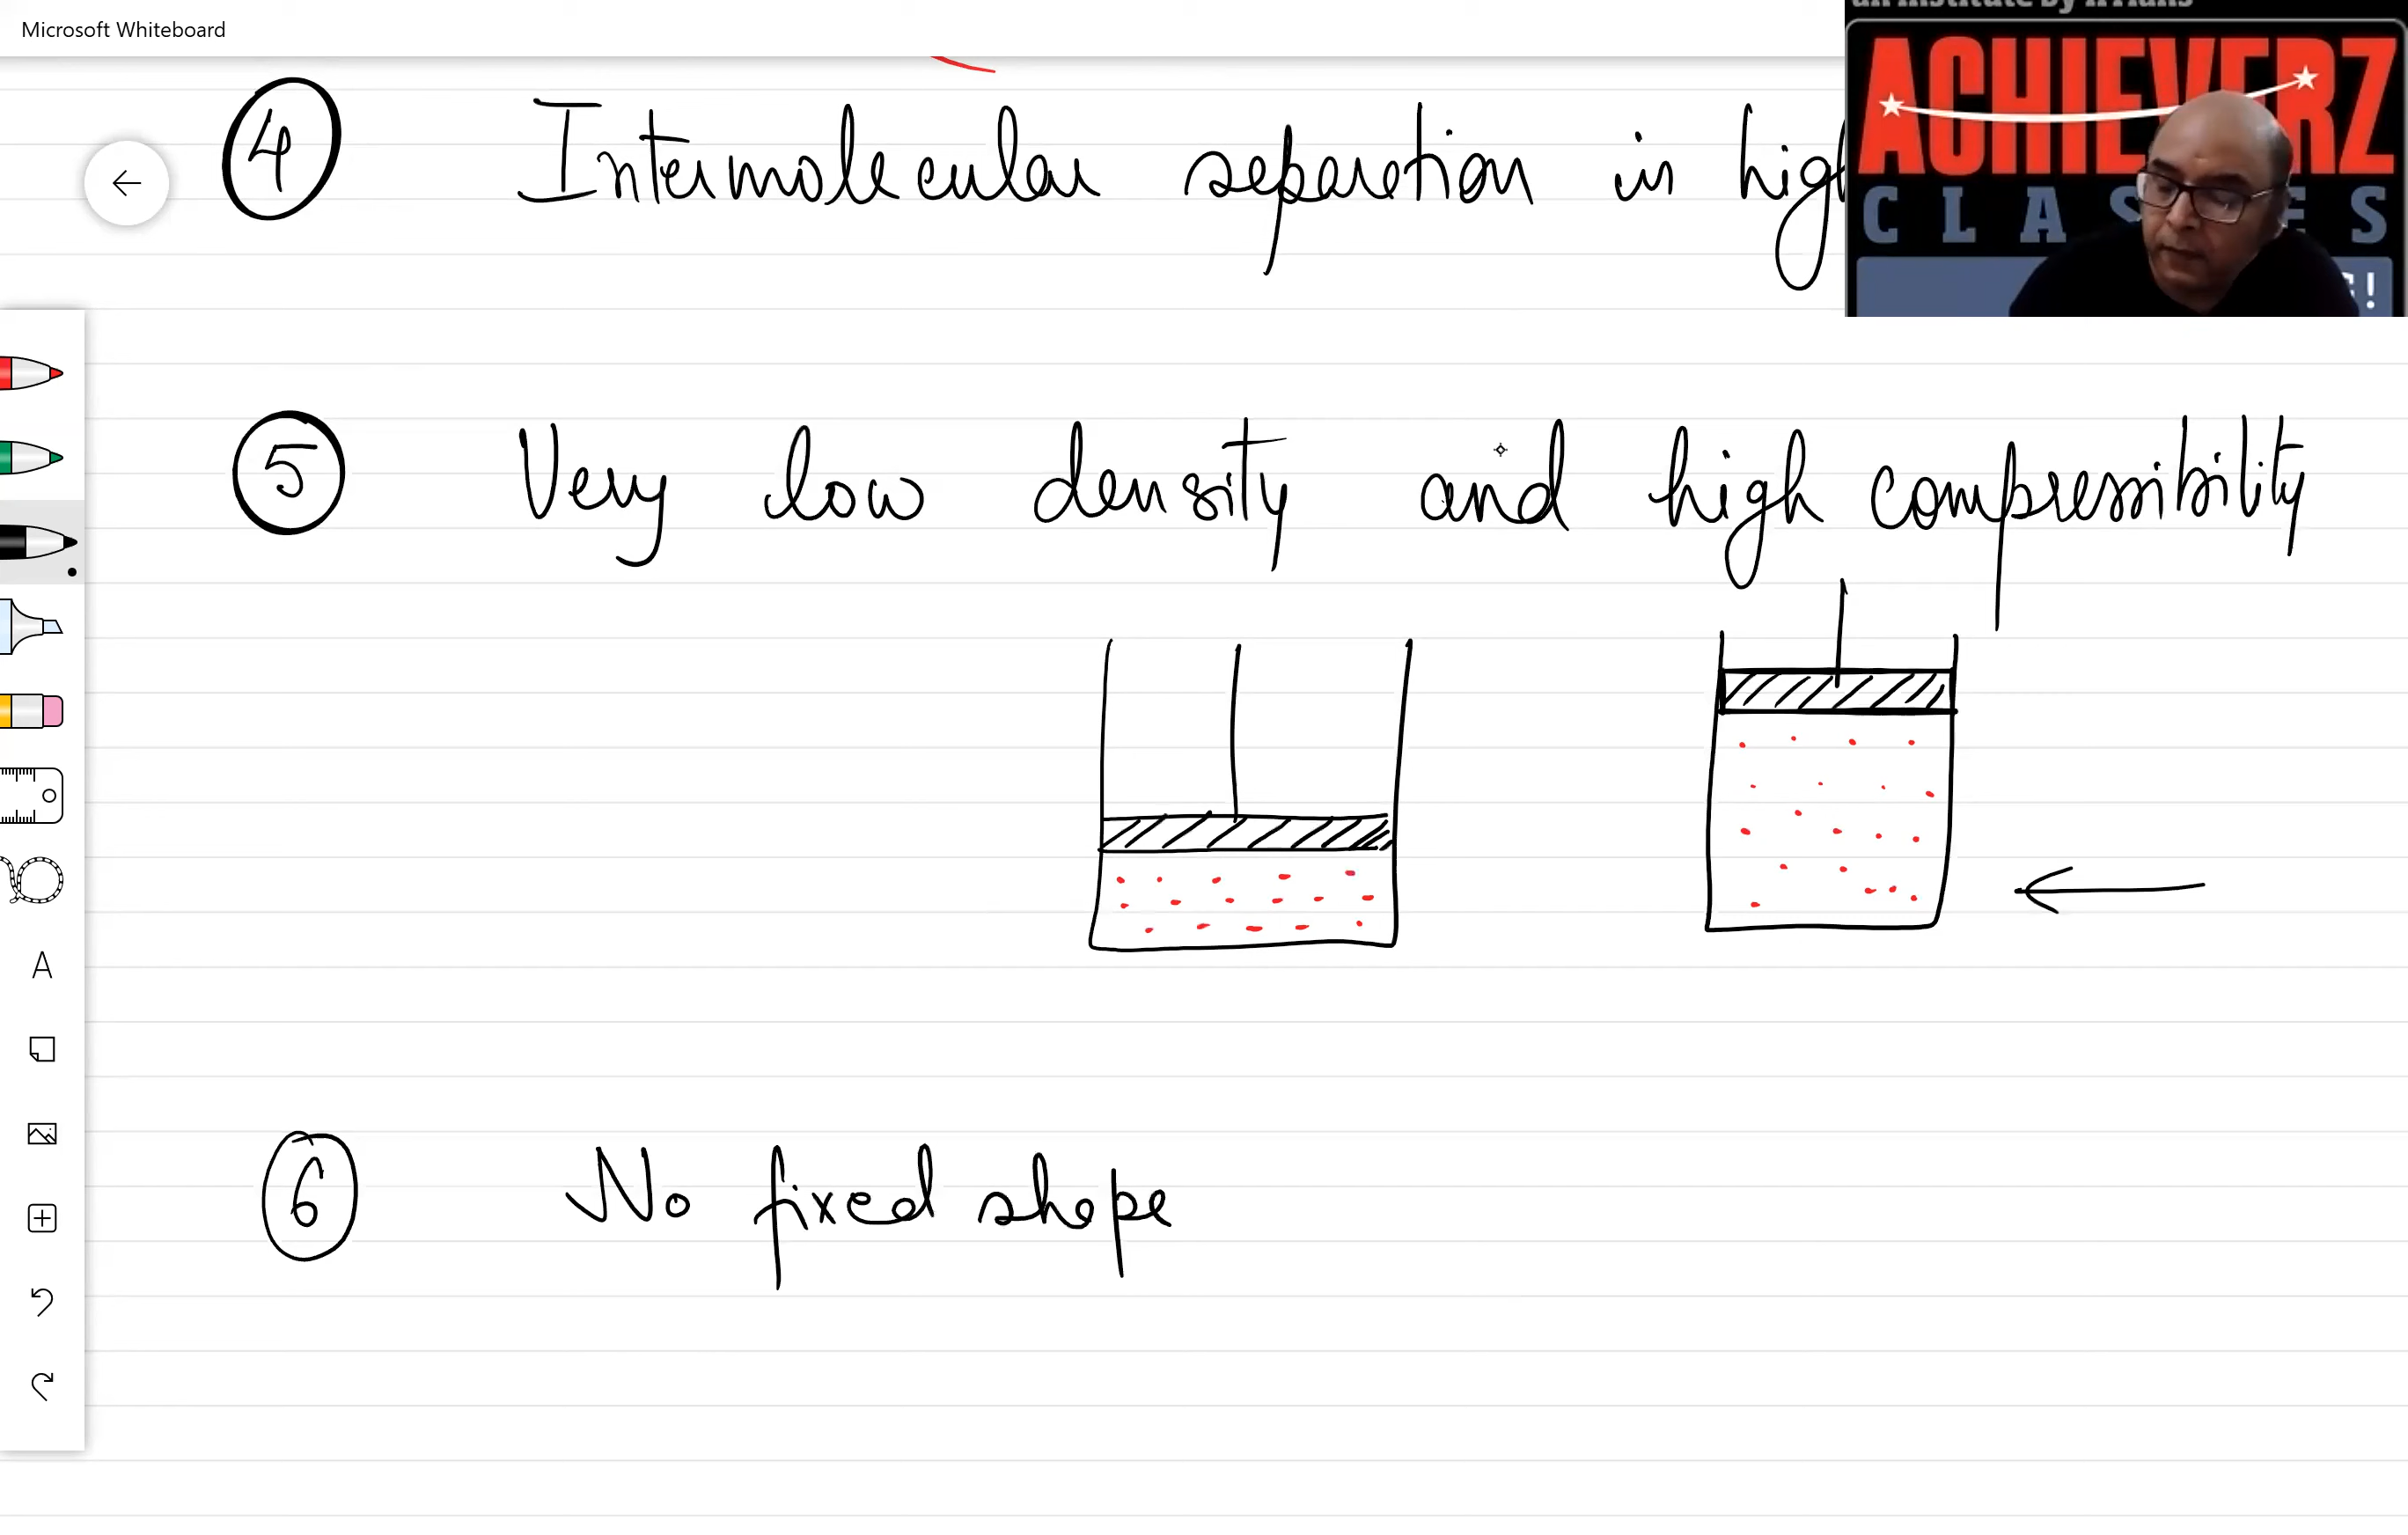 Microsoft Whiteboard
ACHIEVERZ
CLASSES
4 Intermolecular separation in high
5 Very low density and high compressibility
6 No fixed shape